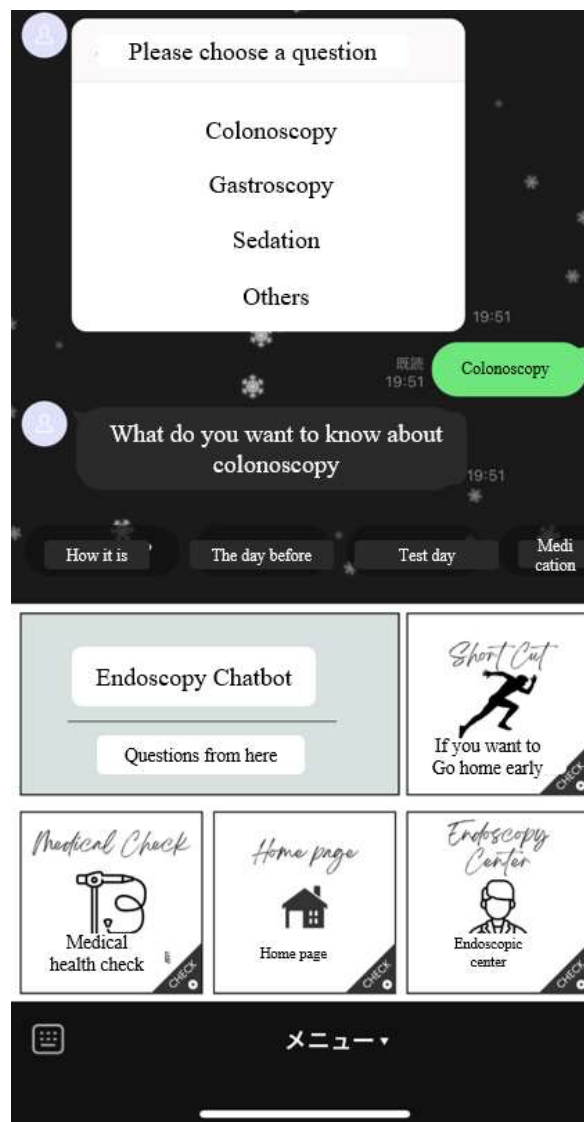 Please choose a question
Colonoscopy
Gastroscopy
Sedation
Others
19:51
既読
19:51
Colonoscopy
What do you want to know about
colonoscopy
19:51
How it is
The day before
Test day
Medi
cation
Endoscopy Chatbot
Questions from here
Short Cut
If you want to
Go home early
CHECK
Medical Check
Medical
health check
CHECK
Home page
Home page
CHECK
Endoscopy
Center
Endoscopic
center
CHECK
メニュー▼